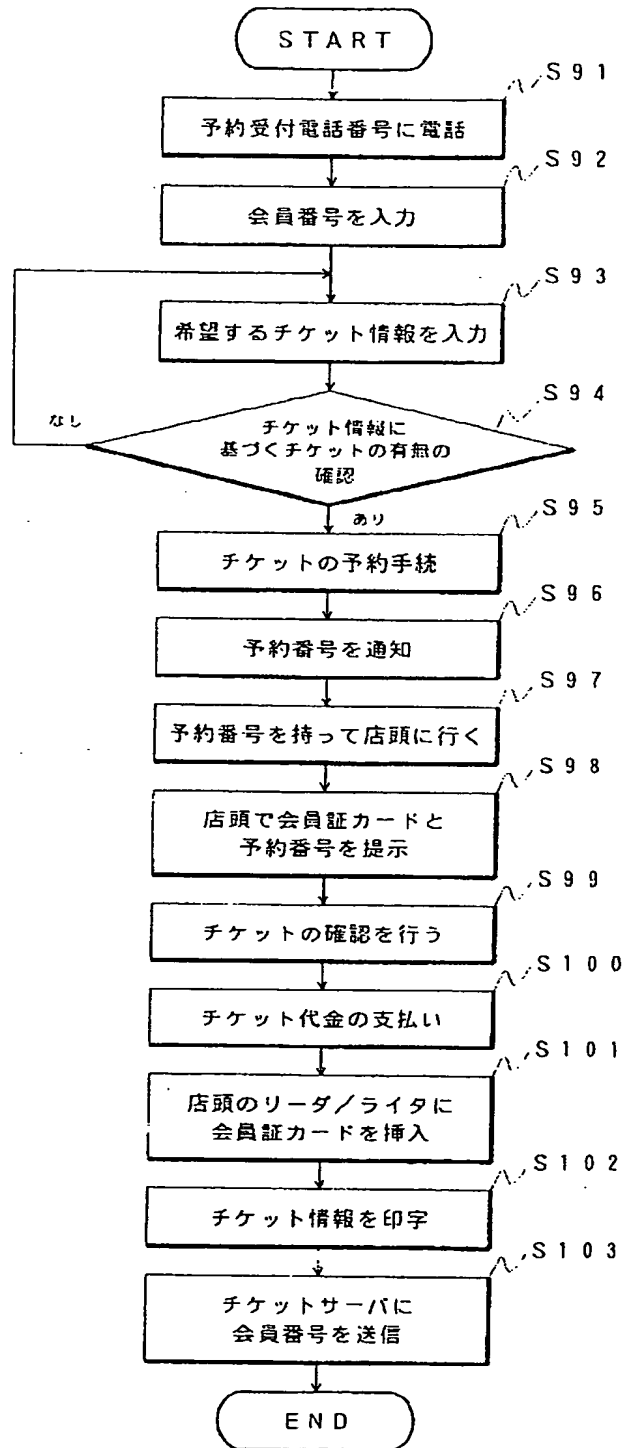 START
S91
予約受付電話番号に電話
S92
会員番号を入力
S93
希望するチケット情報を入力
S94
なし
チケット情報に
基づくチケットの有無の
確認
あり
S95
チケットの予約手続
S96
予約番号を通知
S97
予約番号を持って店頭に行く
S98
店頭で会員証カードと
予約番号を提示
S99
チケットの確認を行う
S100
チケット代金の支払い
S101
店頭のリーダ/ライタに
会員証カードを挿入
S102
チケット情報を印字
S103
チケットサーバに
会員番号を送信
END